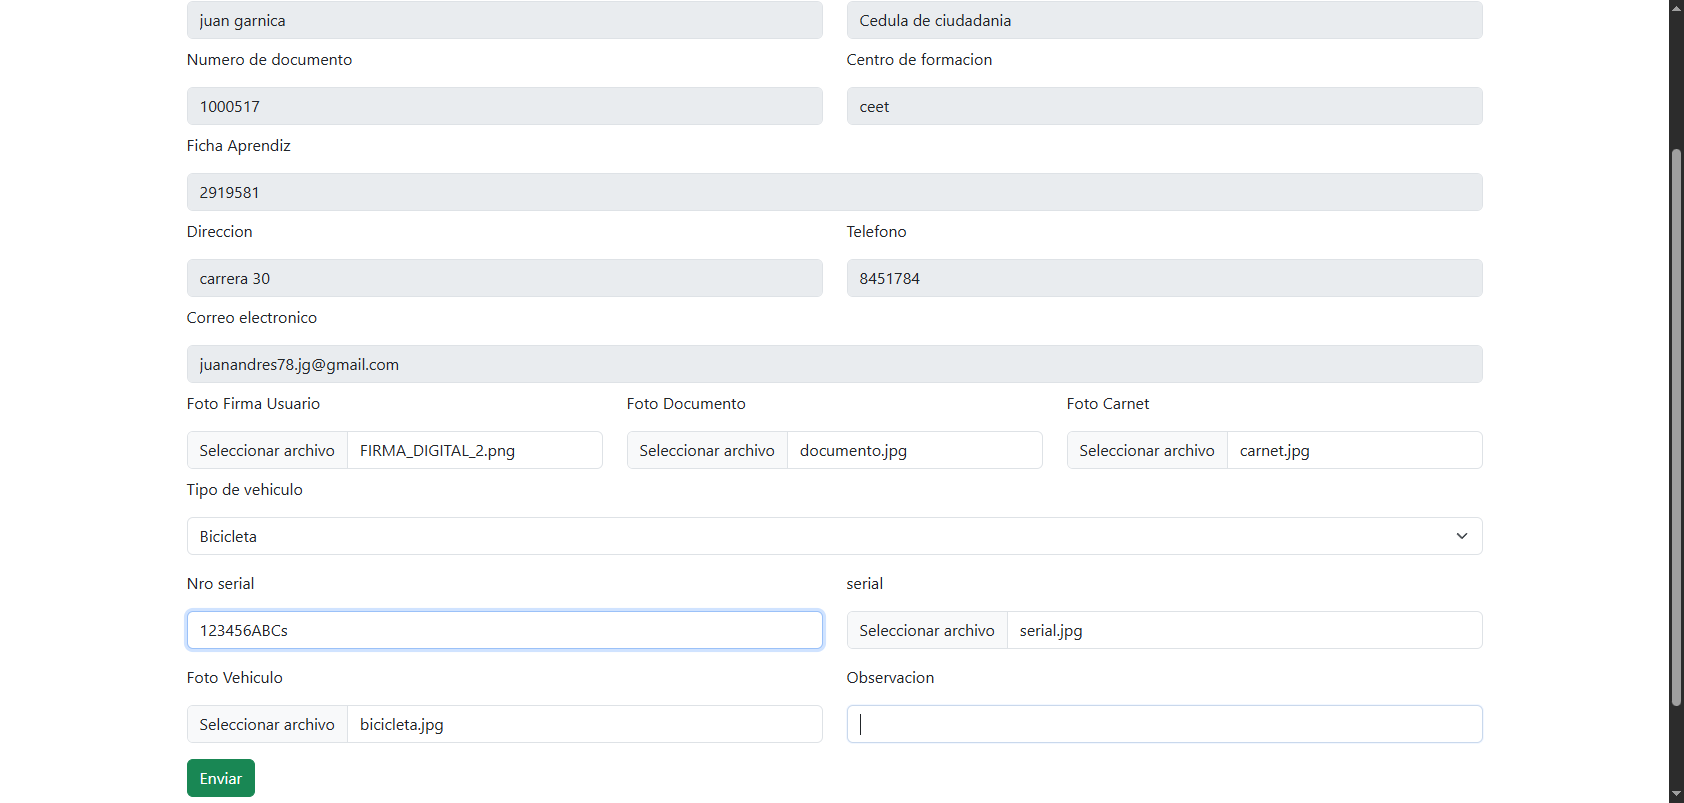 juan garnica Cedula de ciudadania
Numero de documento Centro de formacion
1000517 ceet
Ficha Aprendiz
2919581
Direccion Telefono
carrera 30 8451784
Correo electronico
juanandres78.jg@gmail.com
Foto Firma Usuario Foto Documento Foto Carnet
Seleccionar archivo FIRMA_DIGITAL_2.png Seleccionar archivo documento.jpg Seleccionar archivo carnet.jpg
Tipo de vehiculo
Bicicleta
Nro serial serial
123456ABCs Seleccionar archivo serial.jpg
Foto Vehiculo Observacion
Seleccionar archivo bicicleta.jpg
Enviar